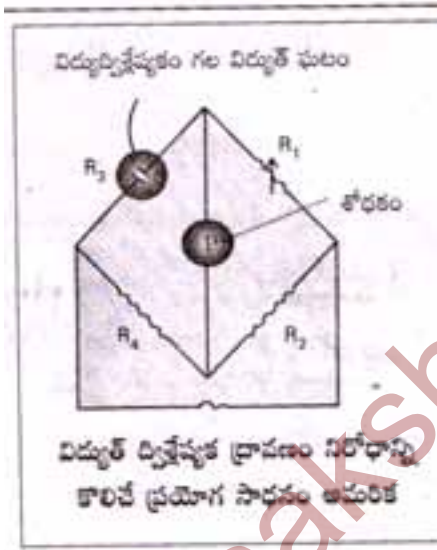 విద్యుద్విశ్లేష్యకం గల విద్యుత్ ఘటం
R₁
R₃
శోధకం
P
R₄
R₂
విద్యుత్ ద్విశ్లేష్యక ద్రావణం నిరోధాన్ని
కొలిచే ప్రయోగ సాధనం అమరిక